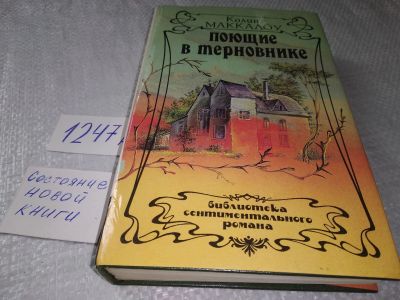 Колин
МАККАЛОУ
ПОЮЩИЕ
В ТЕРНОВНИКЕ
1247
Состояние
новой
книги
библиотека
сентиментального
романа